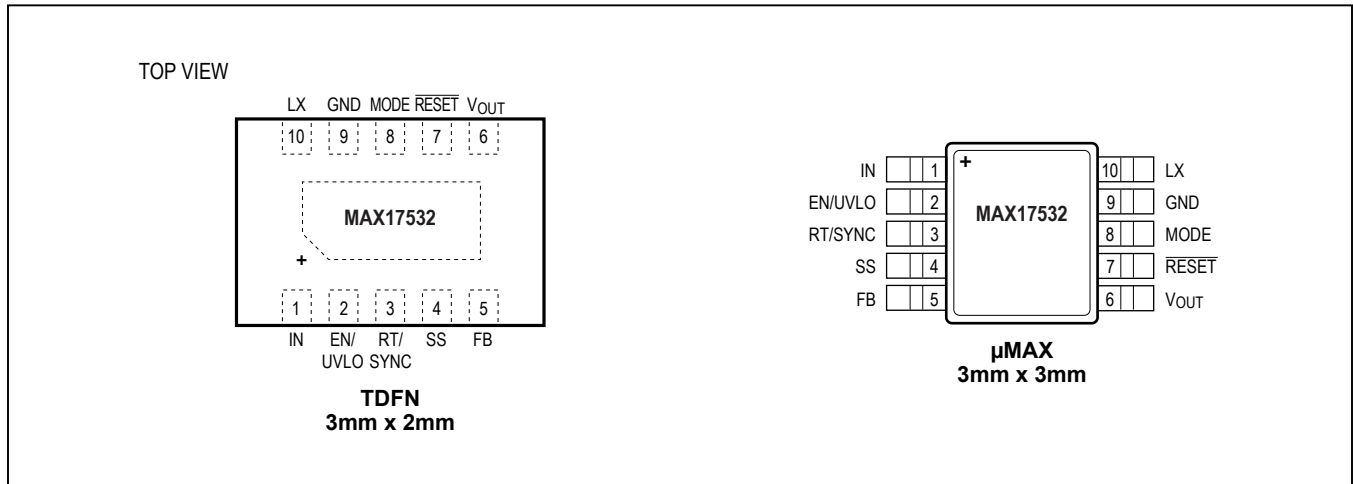 TOP VIEW
LX GND MODE RESET VOUT
10 9 8 7 6
MAX17532
+
1 2 3 4 5
IN EN/ RT/ SS FB
UVLO SYNC
TDFN
3mm x 2mm
+
IN 1 10 LX
EN/UVLO 2 MAX17532 9 GND
RT/SYNC 3 8 MODE
SS 4 7 RESET
FB 5 6 VOUT
µMAX
3mm x 3mm